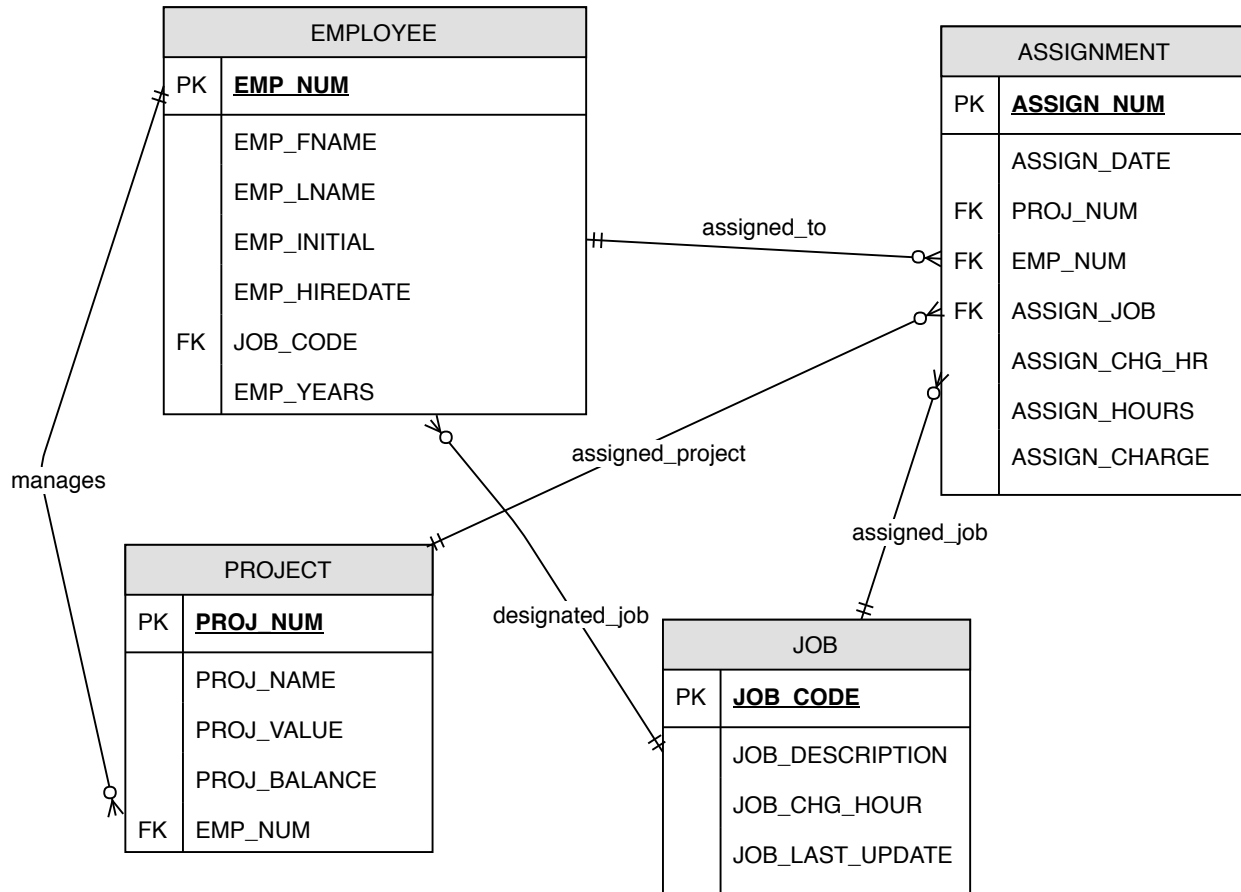 EMPLOYEE
PK EMP_NUM
EMP_FNAME
EMP_LNAME
EMP_INITIAL
EMP_HIREDATE
FK JOB_CODE
EMP_YEARS
ASSIGNMENT
PK ASSIGN_NUM
ASSIGN_DATE
FK PROJ_NUM
FK EMP_NUM
FK ASSIGN_JOB
ASSIGN_CHG_HR
ASSIGN_HOURS
ASSIGN_CHARGE
assigned_to
assigned_project
manages
assigned_job
designated_job
PROJECT
PK PROJ_NUM
PROJ_NAME
PROJ_VALUE
PROJ_BALANCE
FK EMP_NUM
JOB
PK JOB_CODE
JOB_DESCRIPTION
JOB_CHG_HOUR
JOB_LAST_UPDATE